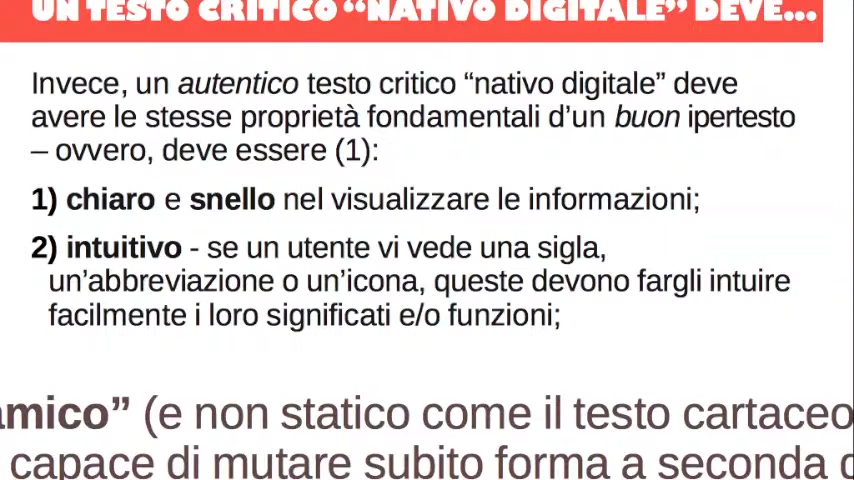 UN TESTO CRITICO “NATIVO DIGITALE” DEVE...
Invece, un autentico testo critico “nativo digitale” deve
avere le stesse proprietà fondamentali d’un buon ipertesto
– ovvero, deve essere (1):
1) chiaro e snello nel visualizzare le informazioni;
2) intuitivo - se un utente vi vede una sigla,
un’abbreviazione o un’icona, queste devono fargli intuire
facilmente i loro significati e/o funzioni;
amico” (e non statico come il testo cartaceo
capace di mutare subito forma a seconda